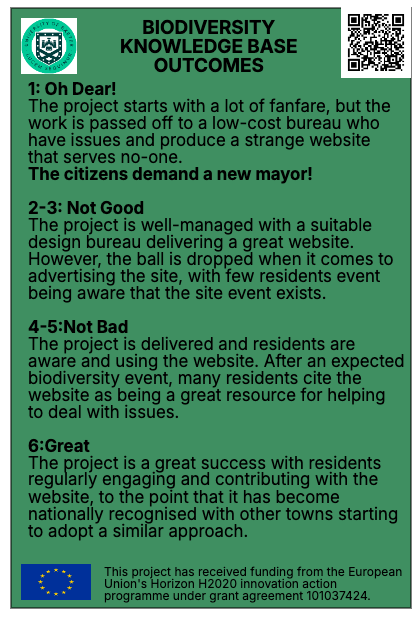 BIODIVERSITY
KNOWLEDGE BASE
OUTCOMES
1: Oh Dear!
The project starts with a lot of fanfare, but the
work is passed off to a low-cost bureau who
have issues and produce a strange website
that serves no-one.
The citizens demand a new mayor!
2-3: Not Good
The project is well-managed with a suitable
design bureau delivering a great website.
However, the ball is dropped when it comes to
advertising the site, with few residents event
being aware that the site event exists.
4-5:Not Bad
The project is delivered and residents are
aware and using the website. After an expected
biodiversity event, many residents cite the
website as being a great resource for helping
to deal with issues.
6:Great
The project is a great success with residents
regularly engaging and contributing with the
website, to the point that it has become
nationally recognised with other towns starting
to adopt a similar approach.
This project has received funding from the European
Union's Horizon H2020 innovation action
programme under grant agreement 101037424.